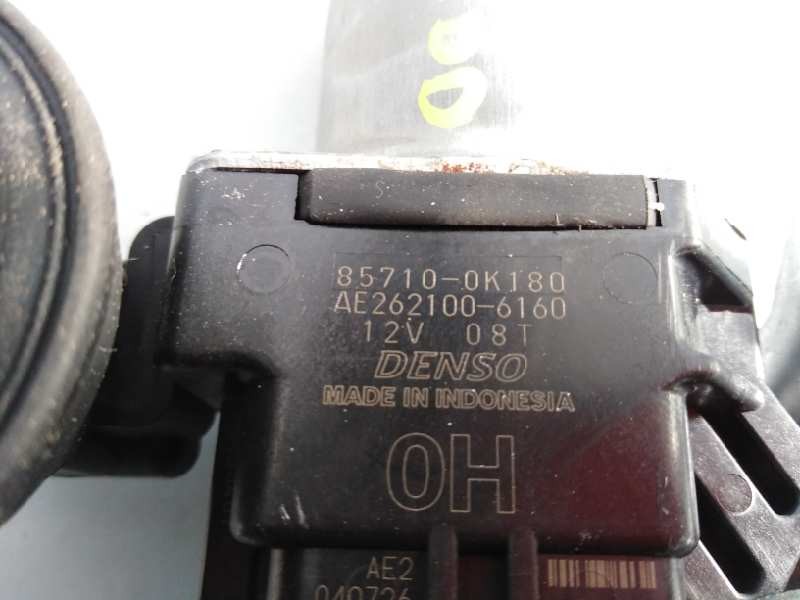 85710-0K180
AE262100-6160
12V 08T
DENSO
MADE IN INDONESIA
0H
AE2